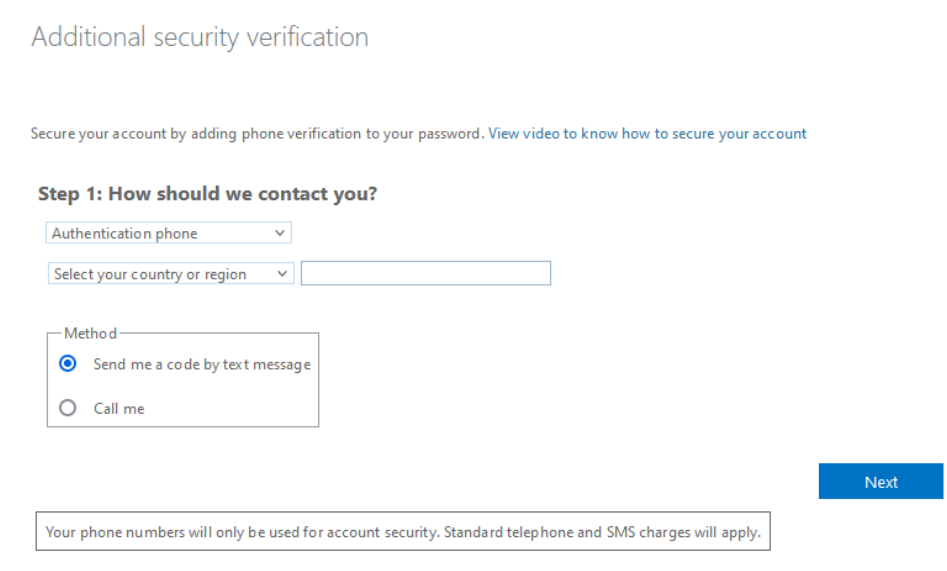 Additional security verification
Secure your account by adding phone verification to your password. View video to know how to secure your account
Step 1: How should we contact you?
Authentication phone
Select your country or region
Method
Send me a code by text message
Call me
Next
Your phone numbers will only be used for account security. Standard telephone and SMS charges will apply.